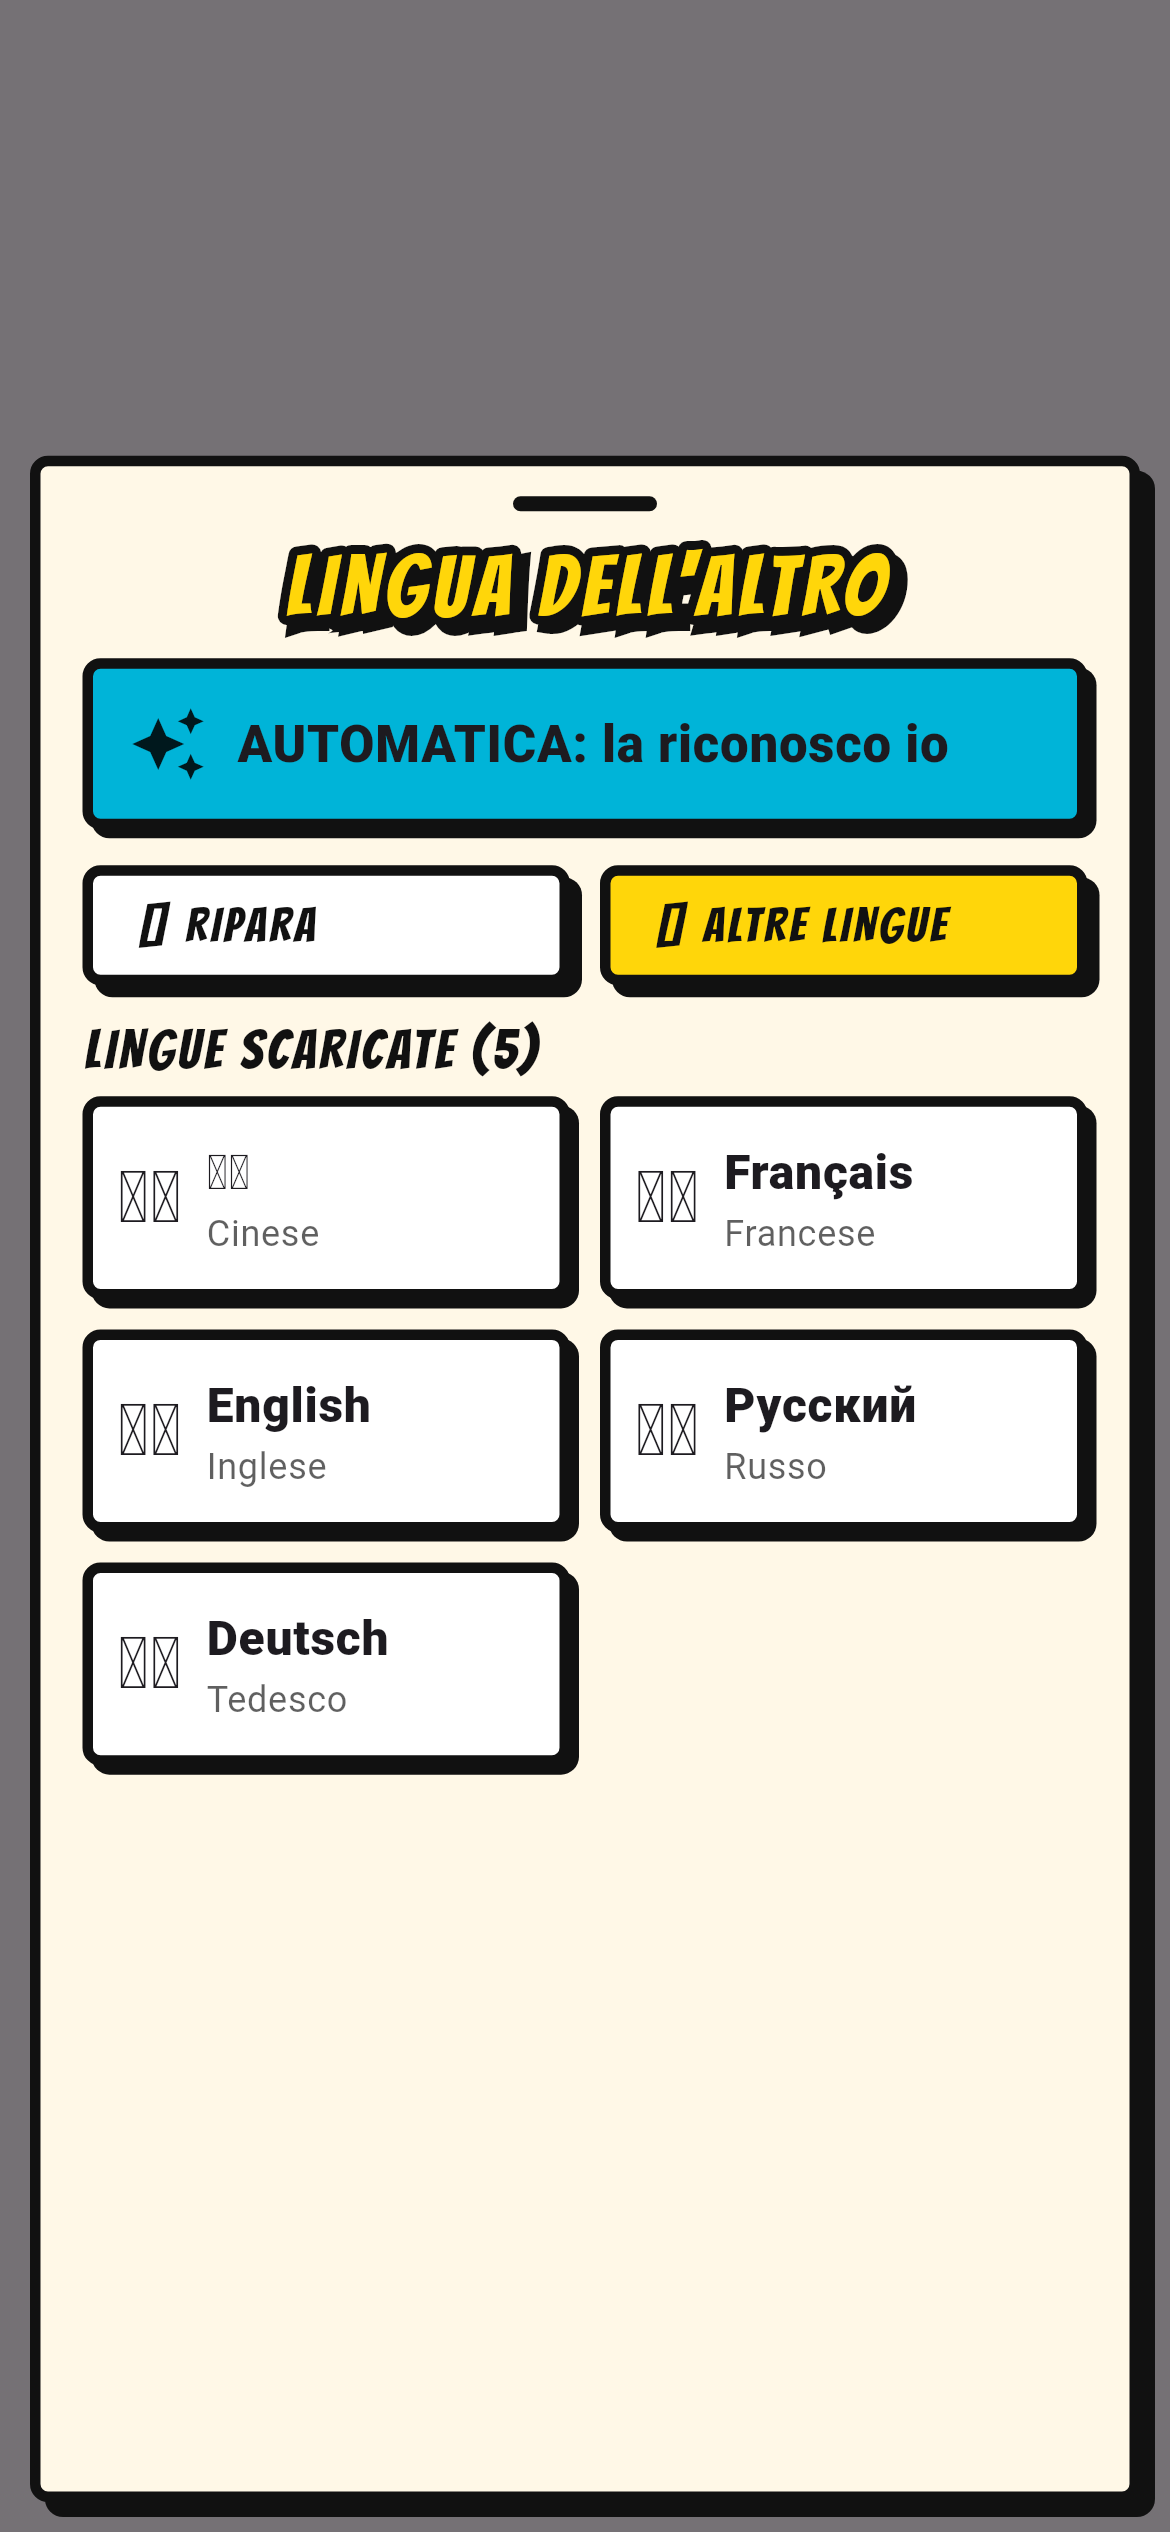 LINGUA DELL'ALTRO
AUTOMATICA: la riconosco io
RIPARA
ALTRE LINGUE
LINGUE SCARICATE (5)
Cinese
Français
Francese
English
Inglese
Русский
Russo
Deutsch
Tedesco